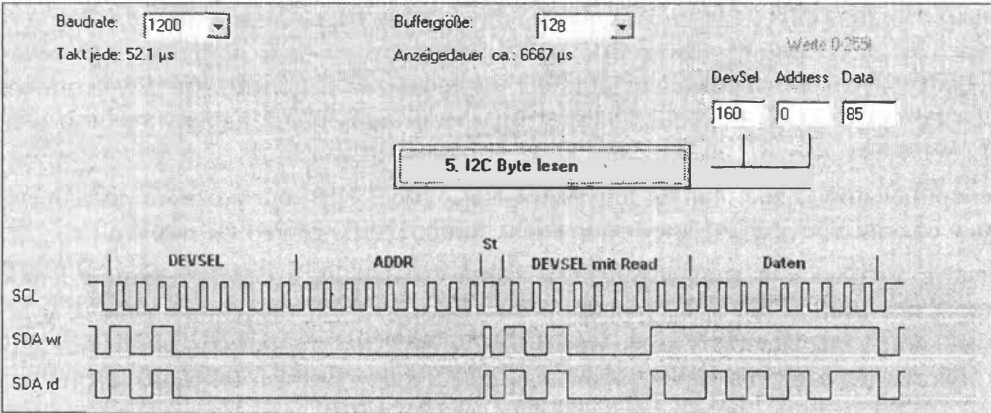 Baudrate: 1200
Buffergröße: 128
Takt jede: 52.1 µs
Anzeigedauer ca.: 6667 µs
Werte 0-255!
DevSel Address Data
160 0 85
5. I2C Byte lesen
St
DEVSEL ADDR DEVSEL mit Read Daten
SCL
SDA wr
SDA rd